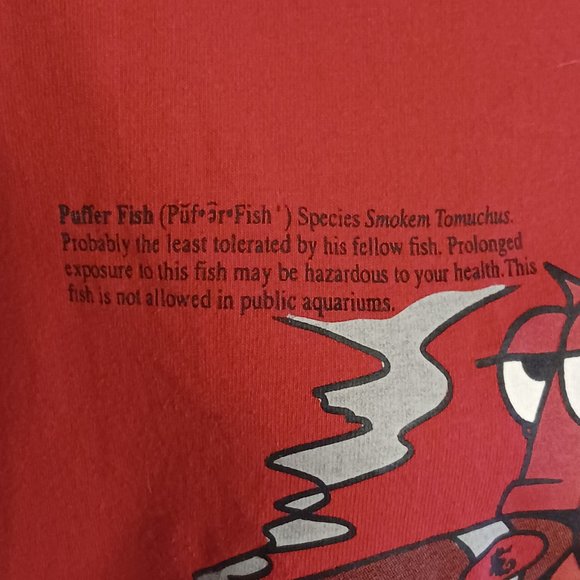 Puffer Fish (Pŭf•ər•Fish ') Species Smokem Tomuchus.
Probably the least tolerated by his fellow fish. Prolonged
exposure to this fish may be hazardous to your health. This
fish is not allowed in public aquariums.